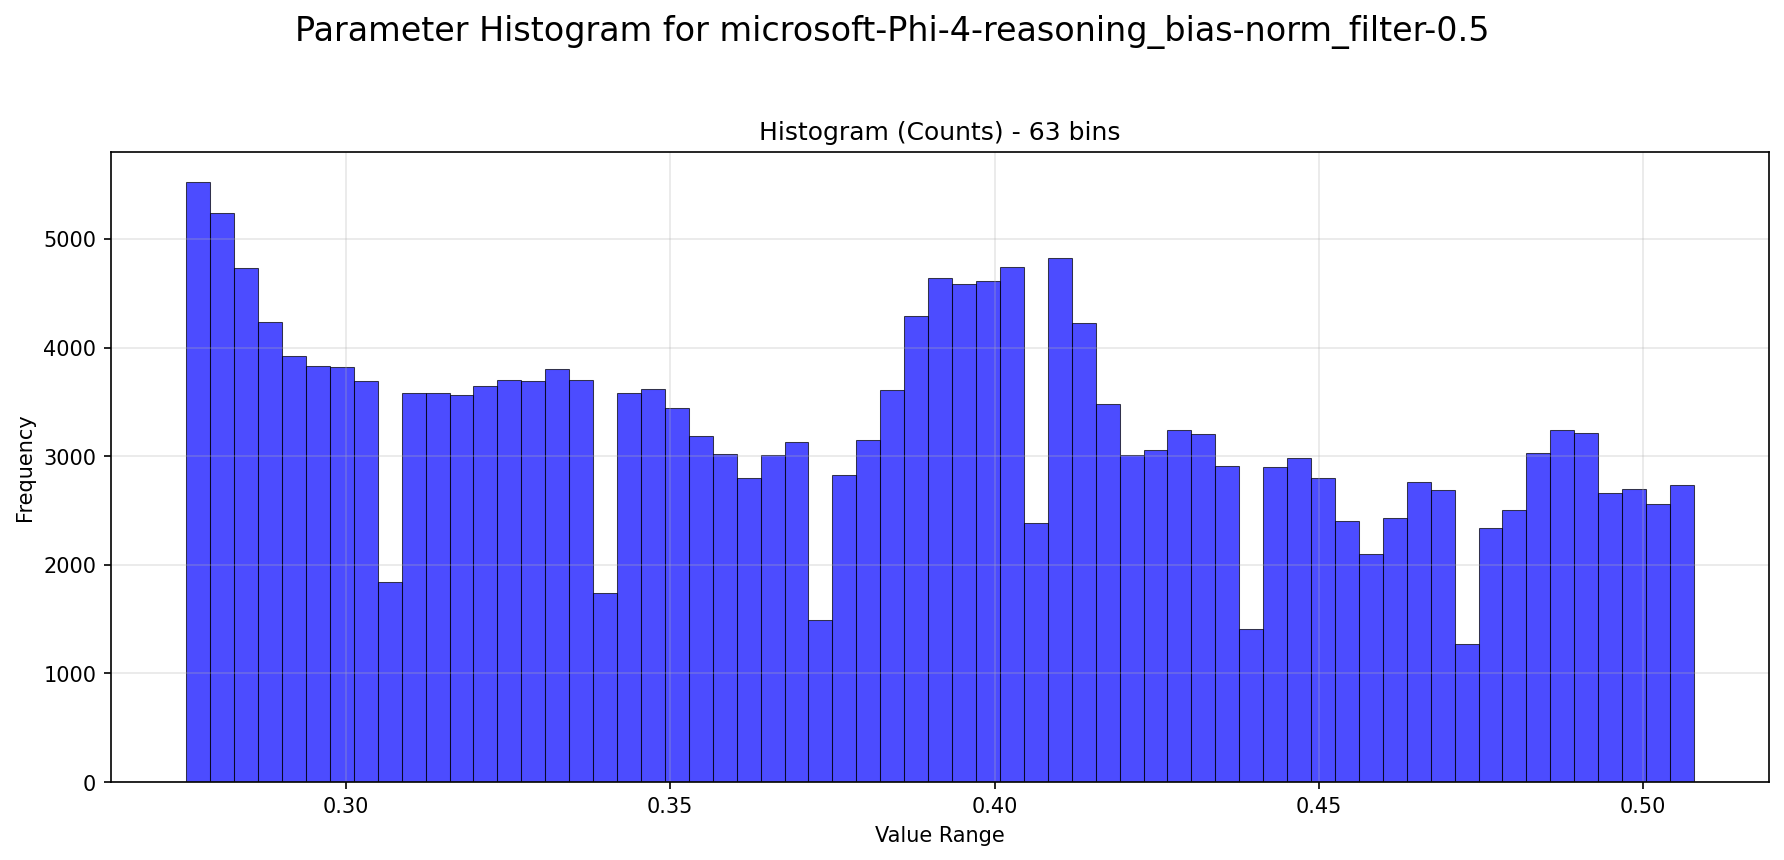 Parameter Histogram for microsoft-Phi-4-reasoning_bias-norm_filter-0.5
Histogram (Counts) - 63 bins
Frequency
5000
4000
3000
2000
1000
0
0.30 0.35 0.40 0.45 0.50
Value Range